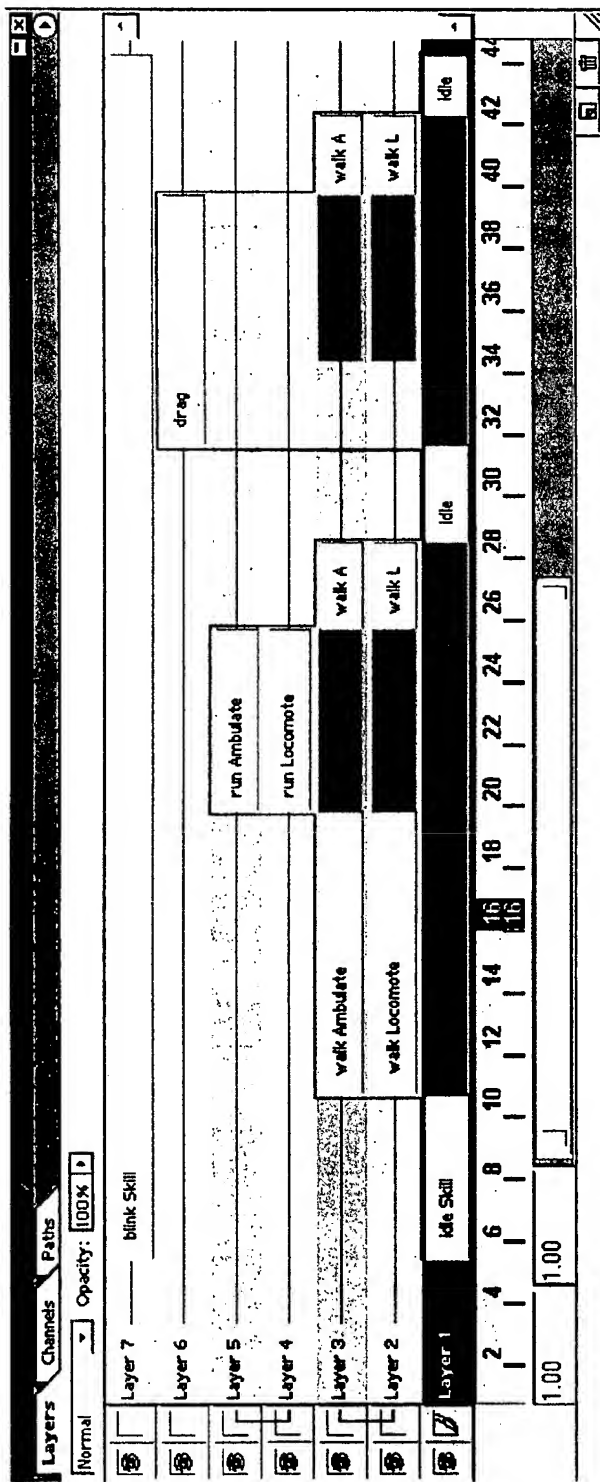 Layers Channels Paths
Normal Opacity: 100%
Layer 7 blink Skill
Layer 6 drag
Layer 5 run Ambulate
Layer 4 run Locomote
Layer 3 walk Ambulate walk A walk A
Layer 2 walk Locomote walk L walk L
Layer 1 Idle Skill Idle Idle
2 4 6 8 10 12 14 16 18 20 22 24 26 28 30 32 34 36 38 40 42 44
16
1.00 1.00